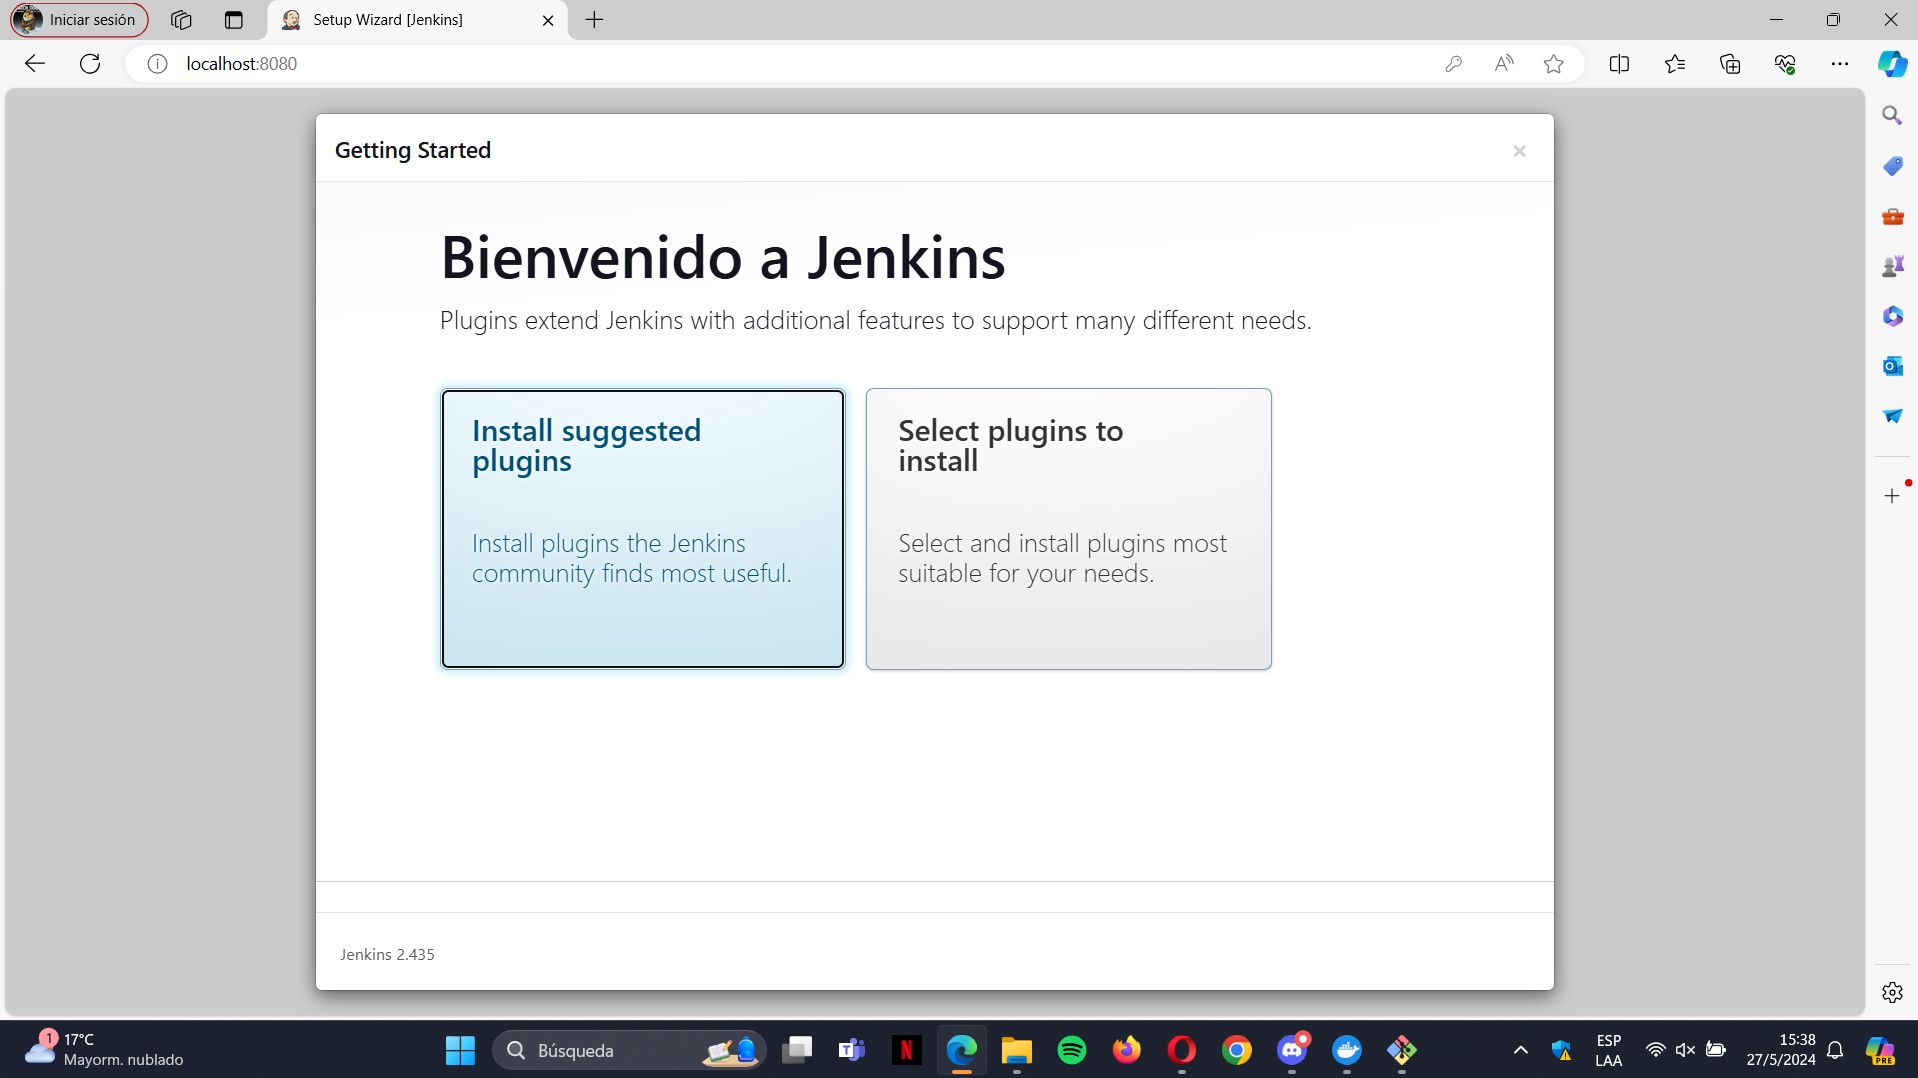 Iniciar sesión
Setup Wizard [Jenkins]
localhost:8080
Getting Started
Bienvenido a Jenkins
Plugins extend Jenkins with additional features to support many different needs.
Install suggested
plugins
Install plugins the Jenkins
community finds most useful.
Select plugins to
install
Select and install plugins most
suitable for your needs.
Jenkins 2.435
1
17°C
Mayorm. nublado
Búsqueda
ESP
LAA
15:38
27/5/2024
PRE